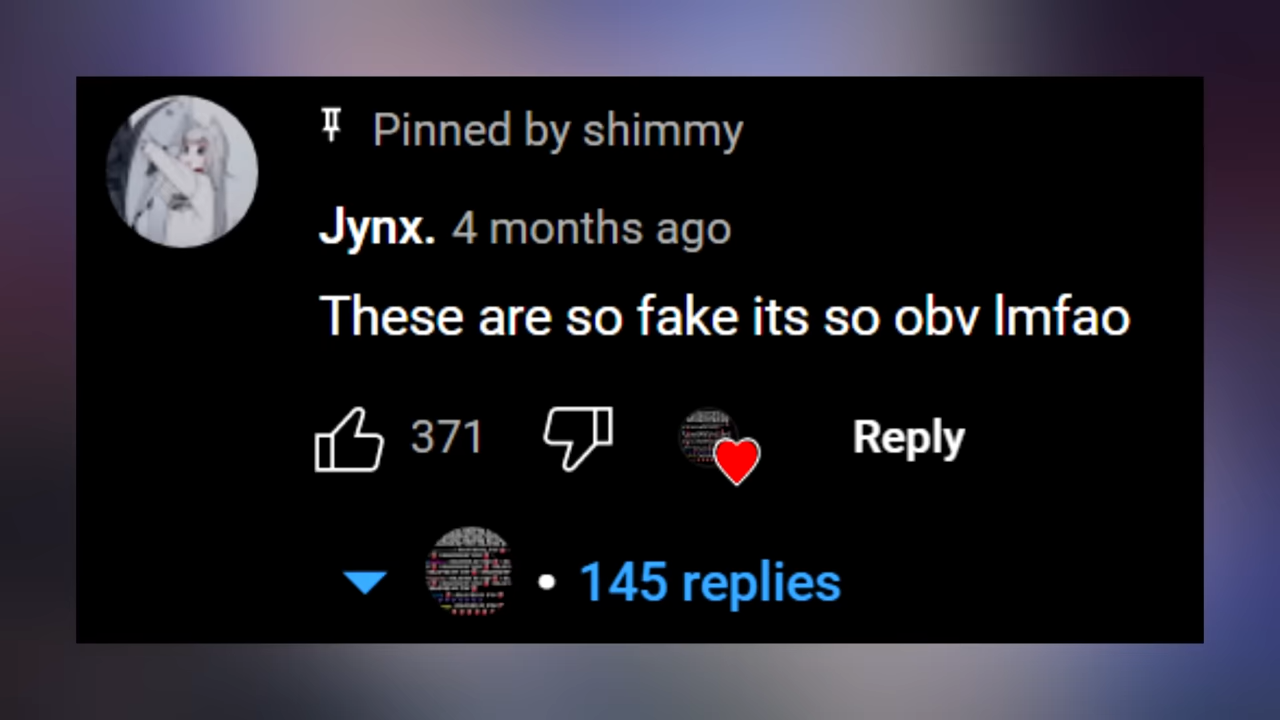 Pinned by shimmy
Jynx. 4 months ago
These are so fake its so obv lmfao
371 Reply
• 145 replies